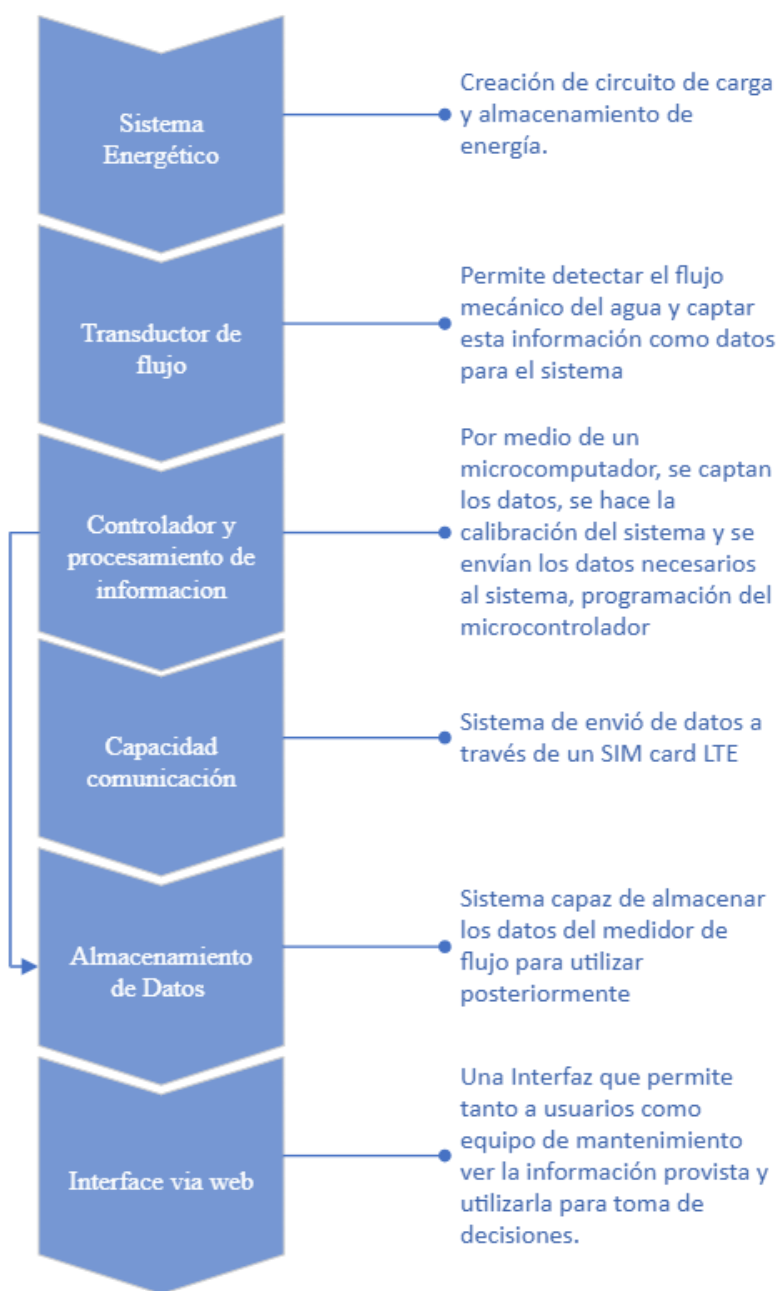 Sistema
Energético
Creación de circuito de carga
y almacenamiento de
energía.
Transductor de
flujo
Permite detectar el flujo
mecánico del agua y captar
esta información como datos
para el sistema
Controlador y
procesamiento de
informacion
Por medio de un
microcomputador, se captan
los datos, se hace la
calibración del sistema y se
envían los datos necesarios
al sistema, programación del
microcontrolador
Capacidad
comunicación
Sistema de envió de datos a
través de un SIM card LTE
Almacenamiento
de Datos
Sistema capaz de almacenar
los datos del medidor de
flujo para utilizar
posteriormente
Interface via web
Una Interfaz que permite
tanto a usuarios como
equipo de mantenimiento
ver la información provista y
utilizarla para toma de
decisiones.